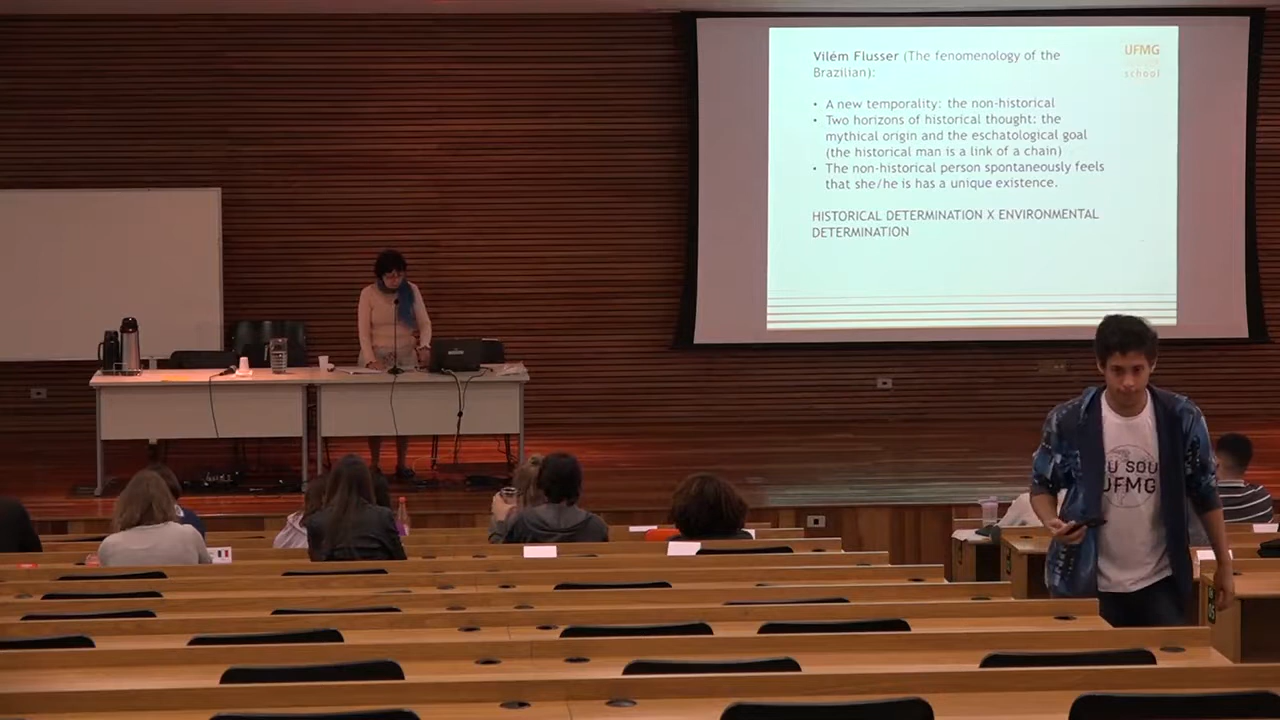 Vilém Flusser (The fenomenology of the
Brazilian):
UFMG
school
• A new temporality: the non-historical
• Two horizons of historical thought: the
mythical origin and the eschatological goal
(the historical man is a link of a chain)
• The non-historical person spontaneously feels
that she/he is has a unique existence.
HISTORICAL DETERMINATION X ENVIRONMENTAL
DETERMINATION
U SOU
UFMG